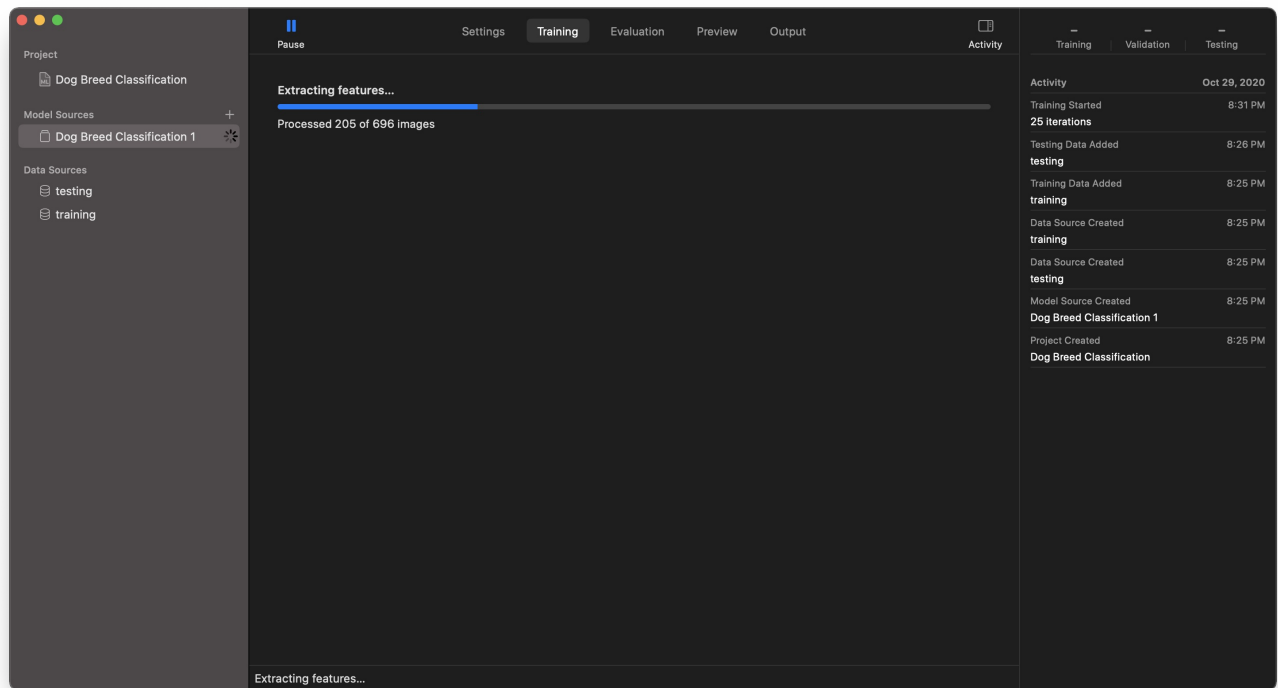 Project
Dog Breed Classification
Model Sources +
Dog Breed Classification 1
Data Sources
testing
training
Pause
Settings Training Evaluation Preview Output
Activity
Extracting features...
Processed 205 of 696 images
Extracting features...
– – –
Training Validation Testing
Activity Oct 29, 2020
Training Started 8:31 PM
25 iterations
Testing Data Added 8:26 PM
testing
Training Data Added 8:25 PM
training
Data Source Created 8:25 PM
training
Data Source Created 8:25 PM
testing
Model Source Created 8:25 PM
Dog Breed Classification 1
Project Created 8:25 PM
Dog Breed Classification